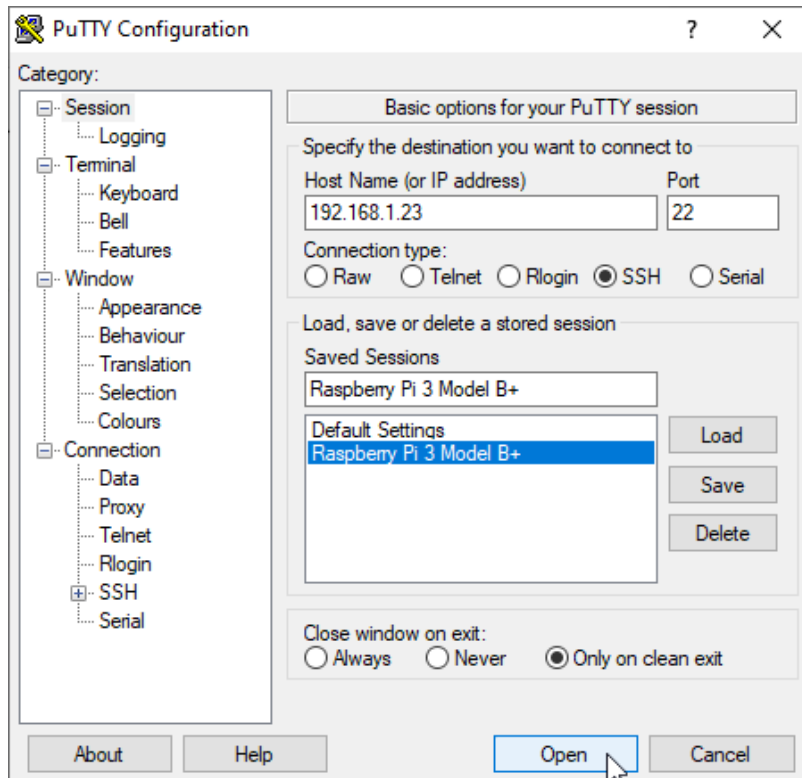 PuTTY Configuration
?
Category:
Session
Logging
Terminal
Keyboard
Bell
Features
Window
Appearance
Behaviour
Translation
Selection
Colours
Connection
Data
Proxy
Telnet
Rlogin
SSH
Serial
Basic options for your PuTTY session
Specify the destination you want to connect to
Host Name (or IP address) Port
192.168.1.23 22
Connection type:
Raw Telnet Rlogin SSH Serial
Load, save or delete a stored session
Saved Sessions
Raspberry Pi 3 Model B+
Default Settings
Raspberry Pi 3 Model B+
Load
Save
Delete
Close window on exit:
Always Never Only on clean exit
About Help Open Cancel